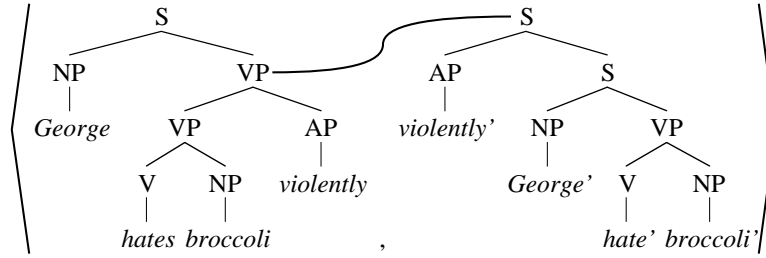 S S
NP VP AP S
George VP AP violently’ NP VP
V NP violently George’ V NP
hates broccoli , hate’ broccoli’